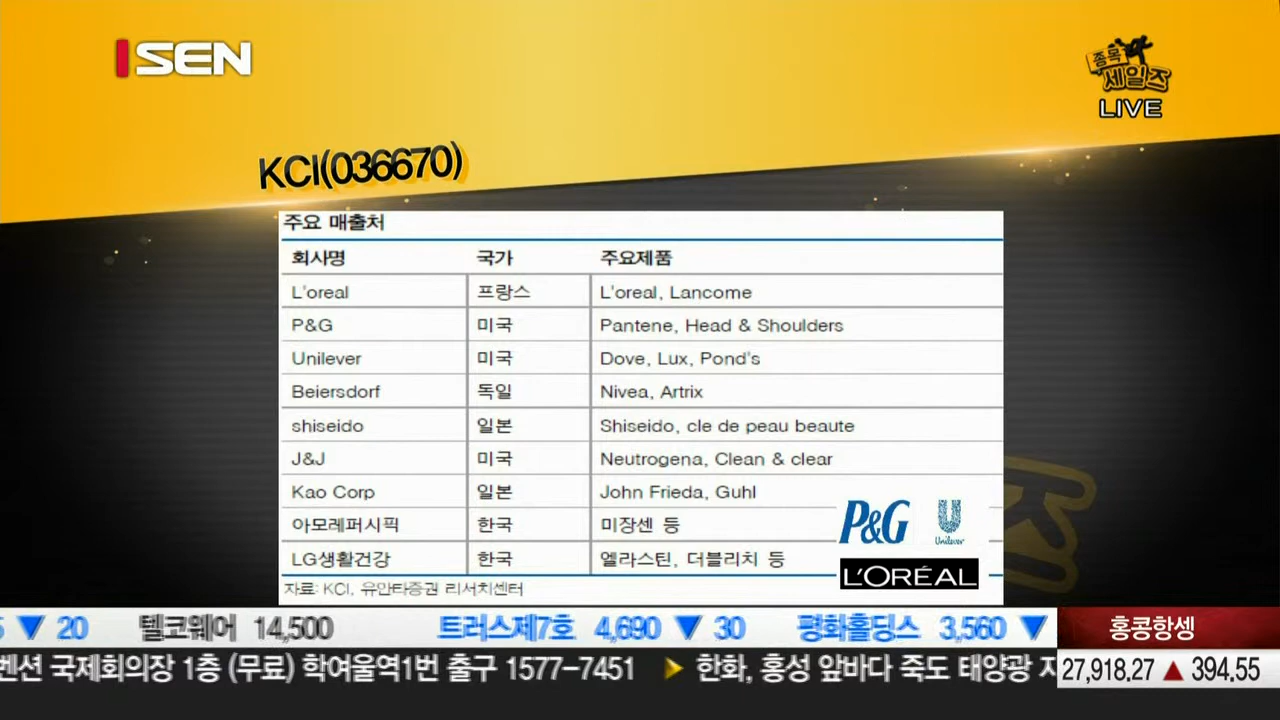 SEN
종목 세일즈
LIVE
KCI(036670)
주요 매출처
회사명 국가 주요제품
L'oreal 프랑스 L'oreal, Lancome
P&G 미국 Pantene, Head & Shoulders
Unilever 미국 Dove, Lux, Pond's
Beiersdorf 독일 Nivea, Artrix
shiseido 일본 Shiseido, cle de peau beaute
J&J 미국 Neutrogena, Clean & clear
Kao Corp 일본 John Frieda, Guhl
아모레퍼시픽 한국 미장센 등
LG생활건강 한국 엘라스틴, 더블리치 등
P&G Unilever
L'ORÉAL
자료: KCI, 유안타증권 리서치센터
▼ 20 텔코웨어 14,500 트러스제7호 4,690 ▼ 30 평화홀딩스 3,560 ▼
홍콩항셍
벤션 국제회의장 1층 (무료) 학여울역1번 출구 1577-7451 ▶ 한화, 홍성 앞바다 죽도 태양광
27,918.27 ▲ 394.55